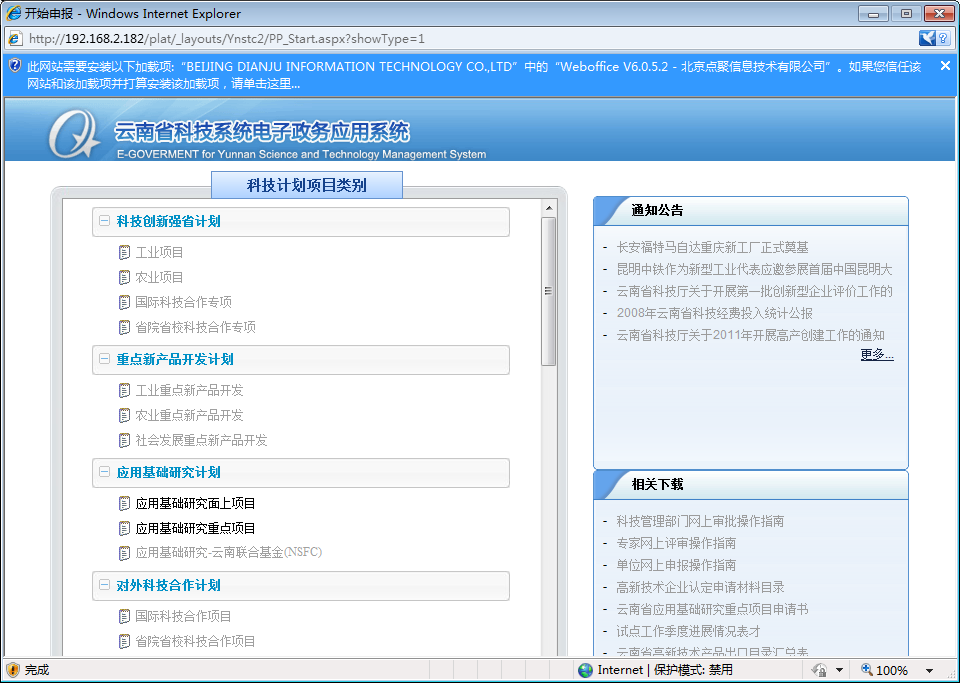 开始申报 - Windows Internet Explorer
http://192.168.2.182/plat/_layouts/Ynstc2/PP_Start.aspx?showType=1
此网站需要安装以下加载项: “BEIJING DIANJU INFORMATION TECHNOLOGY CO.,LTD”中的“Weboffice V6.0.5.2 - 北京点聚信息技术有限公司”。如果您信任该
网站和该加载项并打算安装该加载项，请单击这里...
云南省科技系统电子政务应用系统
E-GOVERMENT for Yunnan Science and Technology Management System
科技计划项目类别
科技创新强省计划
工业项目
农业项目
国际科技合作专项
省院省校科技合作专项
重点新产品开发计划
工业重点新产品开发
农业重点新产品开发
社会发展重点新产品开发
应用基础研究计划
应用基础研究面上项目
应用基础研究重点项目
应用基础研究-云南联合基金(NSFC)
对外科技合作计划
国际科技合作项目
省院省校科技合作项目
通知公告
- 长安福特马自达重庆新工厂正式奠基
- 昆明中铁作为新型工业代表应邀参展首届中国昆明大
- 云南省科技厅关于开展第一批创新型企业评价工作的
- 2008年云南省科技经费投入统计公报
- 云南省科技厅关于2011年开展高产创建工作的通知
更多...
相关下载
- 科技管理部门网上审批操作指南
- 专家网上评审操作指南
- 单位网上申报操作指南
- 高新技术企业认定申请材料目录
- 云南省应用基础研究重点项目申请书
- 试点工作季度进展情况表才
- 云南省高新技术产品出口目录汇总表
完成
Internet | 保护模式: 禁用
100%